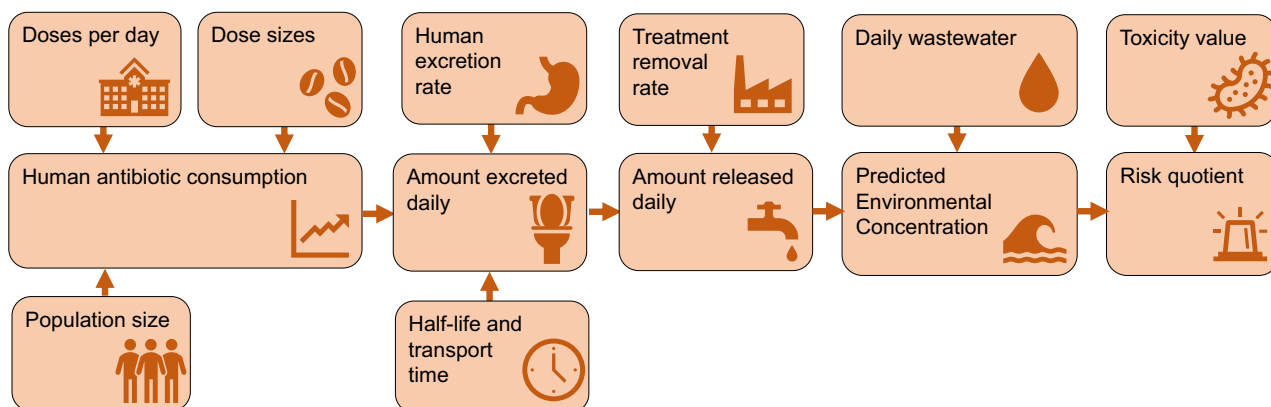 Doses per day
Dose sizes
Human
excretion
rate
Treatment
removal
rate
Daily wastewater
Toxicity value
Human antibiotic consumption
Amount excreted
daily
Amount released
daily
Predicted
Environmental
Concentration
Risk quotient
Population size
Half-life and
transport
time